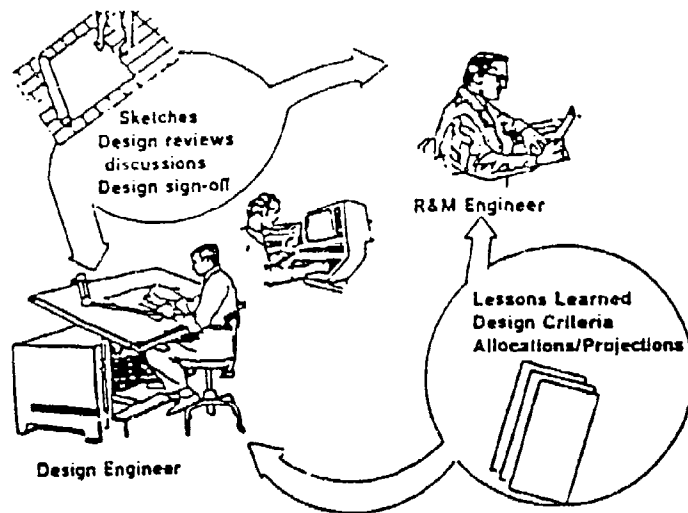 Sketches
Design reviews
discussions
Design sign-off
R&M Engineer
Lessons Learned
Design Criteria
Allocations/Projections
Design Engineer